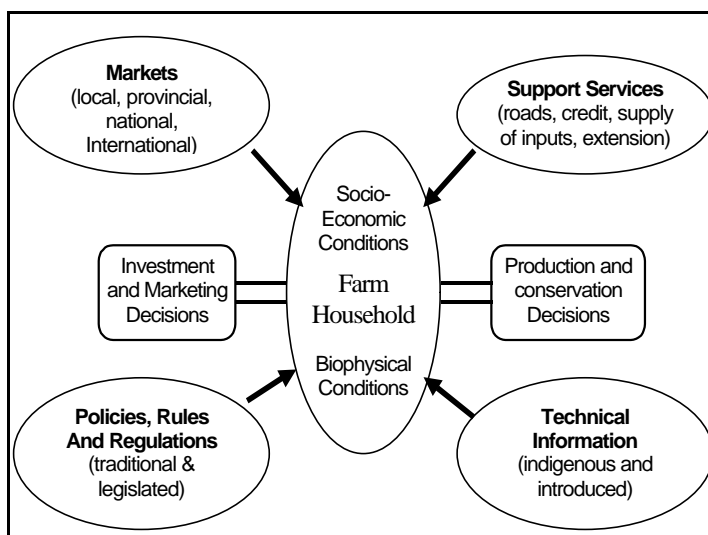 Markets
(local, provincial,
national,
International)
Support Services
(roads, credit, supply
of inputs, extension)
Socio-
Economic
Conditions
Farm
Household
Biophysical
Conditions
Investment
and Marketing
Decisions
Production and
conservation
Decisions
Policies, Rules
And Regulations
(traditional &
legislated)
Technical
Information
(indigenous and
introduced)